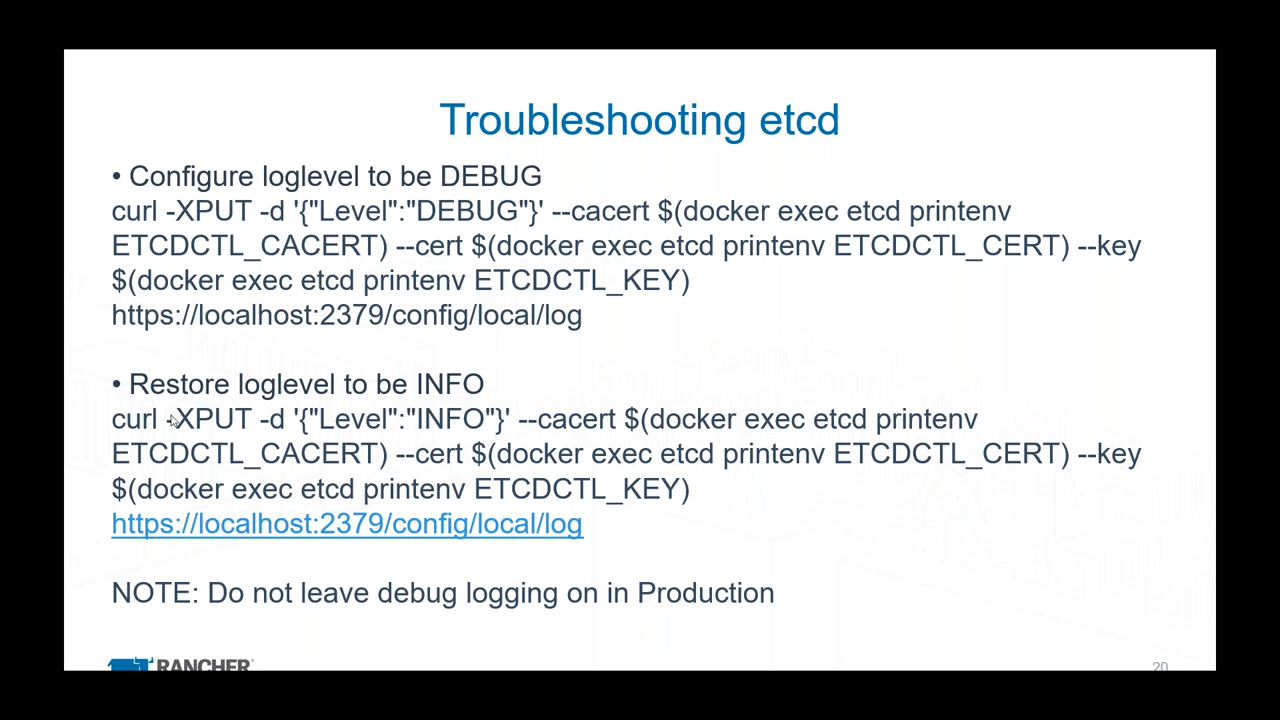 Troubleshooting etcd
• Configure loglevel to be DEBUG
curl -XPUT -d '{"Level":"DEBUG"}' --cacert $(docker exec etcd printenv
ETCDCTL_CACERT) --cert $(docker exec etcd printenv ETCDCTL_CERT) --key
$(docker exec etcd printenv ETCDCTL_KEY)
https://localhost:2379/config/local/log
• Restore loglevel to be INFO
curl -XPUT -d '{"Level":"INFO"}' --cacert $(docker exec etcd printenv
ETCDCTL_CACERT) --cert $(docker exec etcd printenv ETCDCTL_CERT) --key
$(docker exec etcd printenv ETCDCTL_KEY)
https://localhost:2379/config/local/log
NOTE: Do not leave debug logging on in Production
RANCHER
20